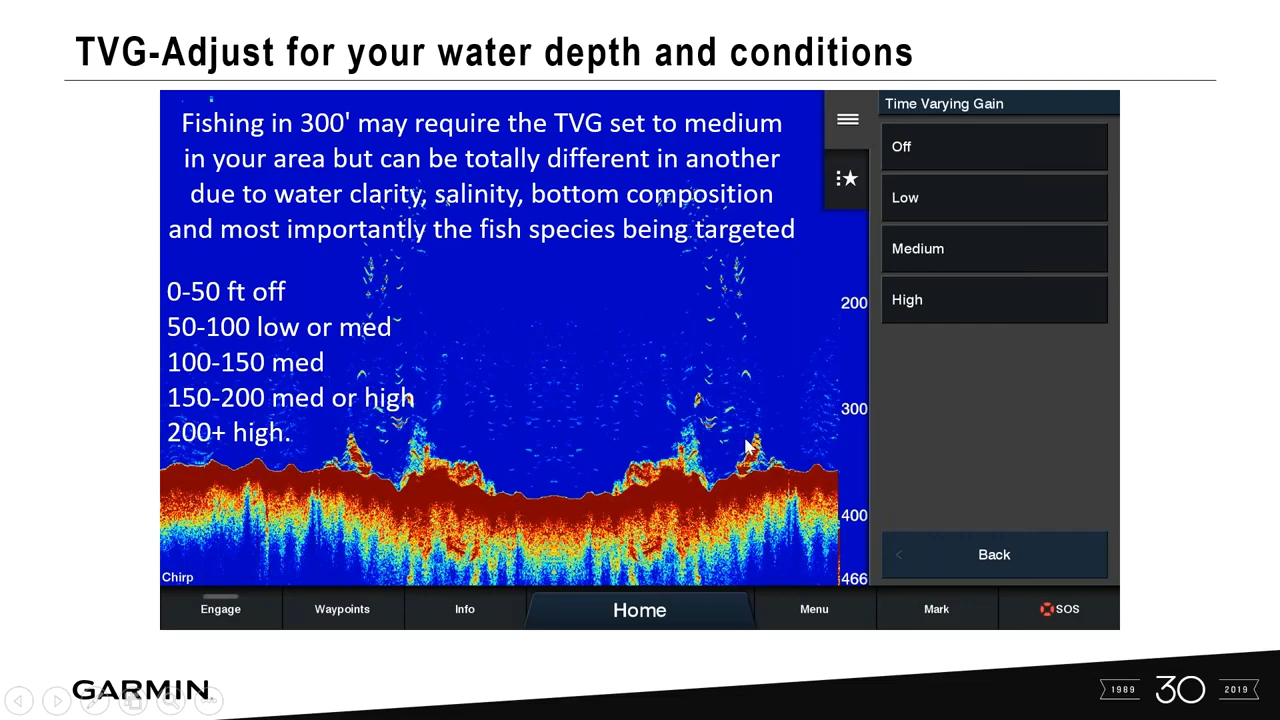 TVG-Adjust for your water depth and conditions
Fishing in 300' may require the TVG set to medium
in your area but can be totally different in another
due to water clarity, salinity, bottom composition
and most importantly the fish species being targeted
0-50 ft off
50-100 low or med
100-150 med
150-200 med or high
200+ high.
200
300
400
466
Chirp
Time Varying Gain
Off
Low
Medium
High
Back
Engage
Waypoints
Info
Home
Menu
Mark
SOS
GARMIN.
1989
30
2019